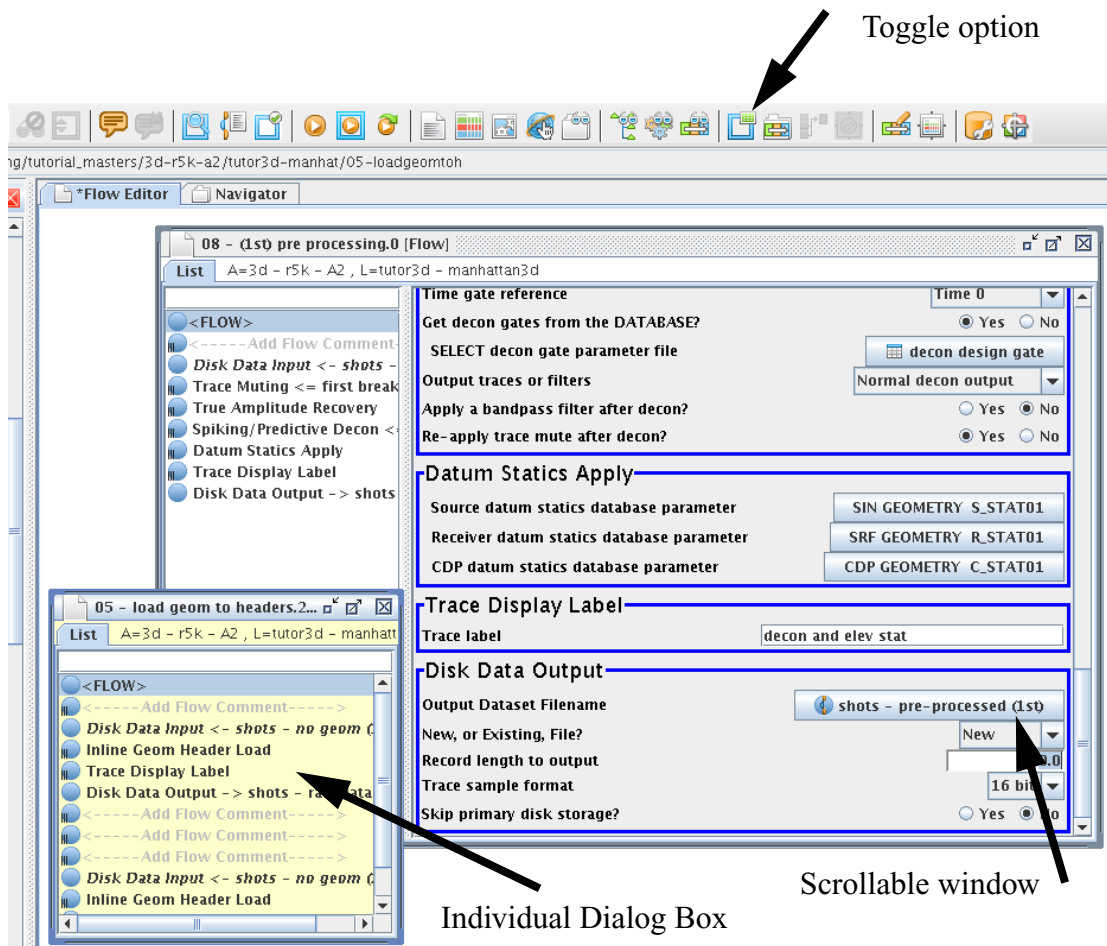 Toggle option
ng/tutorial_masters/3d-r5k-a2/tutor3d-manhat/05-loadgeomtoh
*Flow Editor
Navigator
08 - (1st) pre processing.0 [Flow]
List A=3d - r5k - A2 , L=tutor3d - manhattan3d
<FLOW>
<-----Add Flow Comment-
Disk Data Input <- shots -
Trace Muting <= first break
True Amplitude Recovery
Spiking/Predictive Decon <
Datum Statics Apply
Trace Display Label
Disk Data Output -> shots
Time gate reference Time 0
Get decon gates from the DATABASE? Yes No
SELECT decon gate parameter file decon design gate
Output traces or filters Normal decon output
Apply a bandpass filter after decon? Yes No
Re-apply trace mute after decon? Yes No
Datum Statics Apply
Source datum statics database parameter SIN GEOMETRY S_STAT01
Receiver datum statics database parameter SRF GEOMETRY R_STAT01
CDP datum statics database parameter CDP GEOMETRY C_STAT01
Trace Display Label
Trace label decon and elev stat
Disk Data Output
Output Dataset Filename shots - pre-processed (1st)
New, or Existing, File? New
Record length to output .0
Trace sample format 16 bit
Skip primary disk storage? Yes No
05 - load geom to headers.2...
List A=3d - r5k - A2 , L=tutor3d - manhatt
<FLOW>
<-----Add Flow Comment----->
Disk Data Input <- shots - no geom (
Inline Geom Header Load
Trace Display Label
Disk Data Output -> shots - ra ata
<-----Add Flow Comment----->
<-----Add Flow Comment----->
<-----Add Flow Comment----->
Disk Data Input <- shots - no geom (
Inline Geom Header Load
Scrollable window
Individual Dialog Box